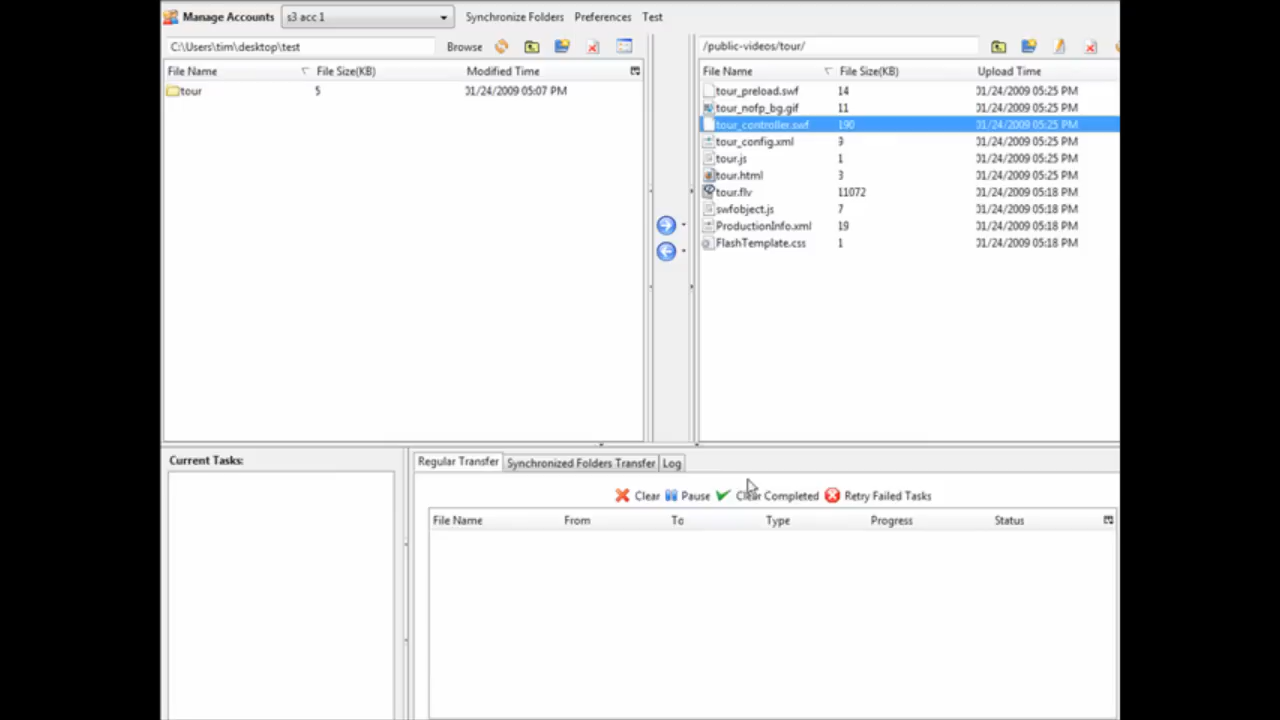 Manage Accounts s3 acc 1 Synchronize Folders Preferences Test
C:\Users\tim\desktop\test Browse
File Name File Size(KB) Modified Time
tour 5 01/24/2009 05:07 PM
/public-videos/tour/
File Name File Size(KB) Upload Time
tour_preload.swf 14 01/24/2009 05:25 PM
tour_nofp_bg.gif 11 01/24/2009 05:25 PM
tour_controller.swf 190 01/24/2009 05:25 PM
tour_config.xml 9 01/24/2009 05:25 PM
tour.js 1 01/24/2009 05:25 PM
tour.html 3 01/24/2009 05:25 PM
tour.flv 11072 01/24/2009 05:18 PM
swfobject.js 7 01/24/2009 05:18 PM
ProductionInfo.xml 19 01/24/2009 05:18 PM
FlashTemplate.css 1 01/24/2009 05:18 PM
Current Tasks:
Regular Transfer Synchronized Folders Transfer Log
Clear Pause Clear Completed Retry Failed Tasks
File Name From To Type Progress Status